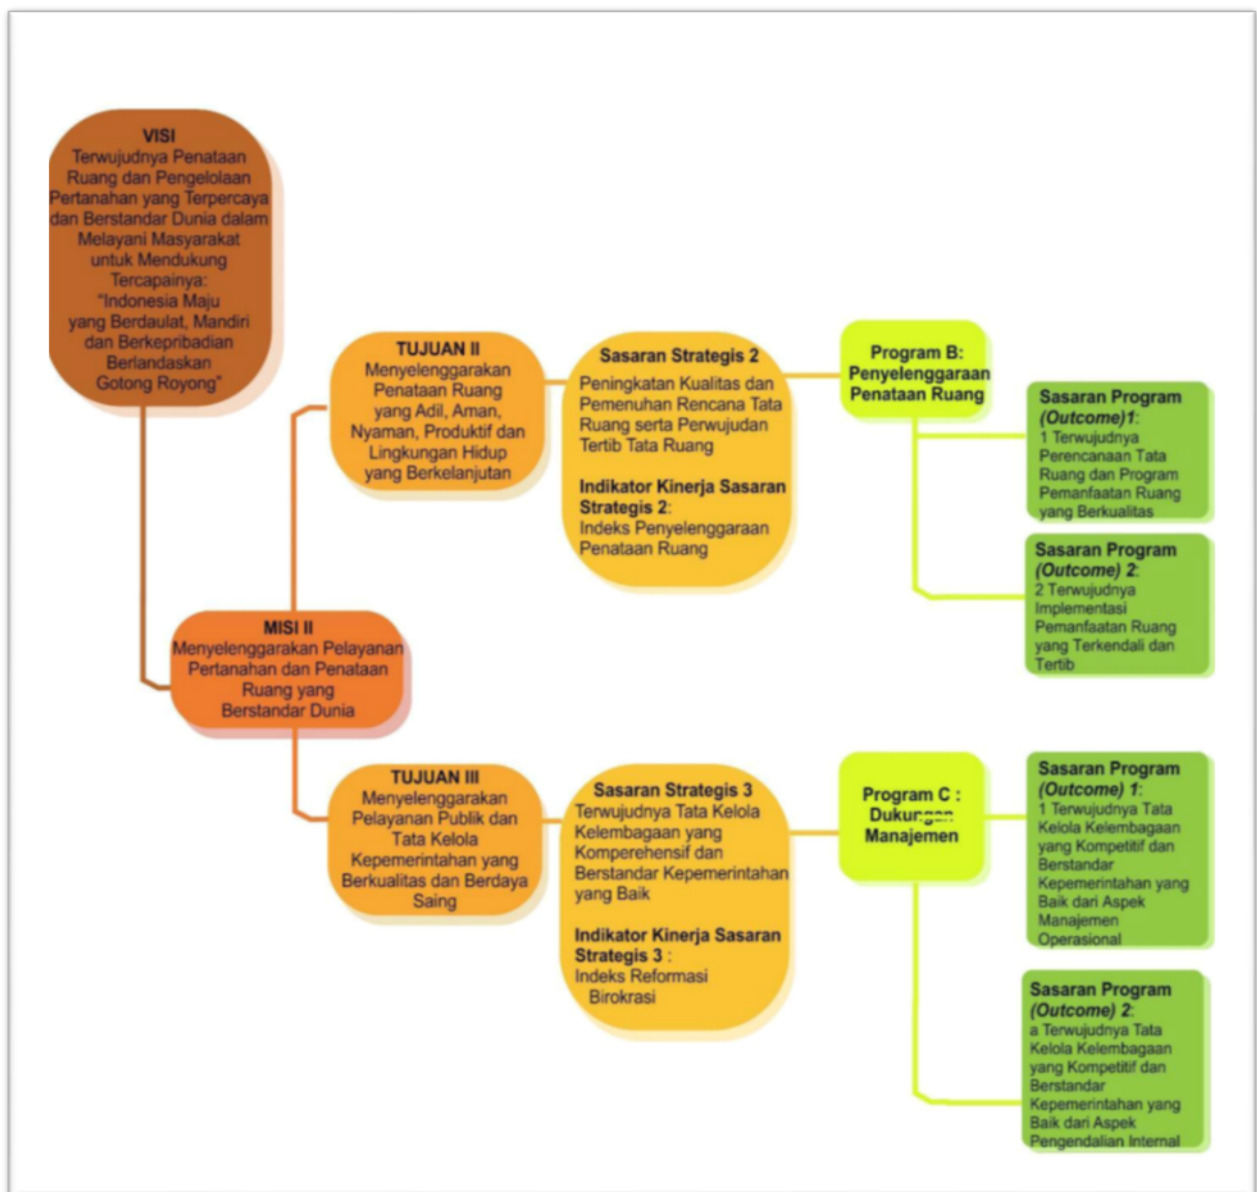 VISI
Terwujudnya Penataan
Ruang dan Pengelolaan
Pertanahan yang Terpercaya
dan Berstandar Dunia dalam
Melayani Masyarakat
untuk Mendukung
Tercapainya:
"Indonesia Maju
yang Berdaulat, Mandiri
dan Berkepribadian
Berlandaskan
Gotong Royong"
MISI II
Menyelenggarakan Pelayanan
Pertanahan dan Penataan
Ruang yang
Berstandar Dunia
TUJUAN II
Menyelenggarakan
Penataan Ruang
yang Adil, Aman,
Nyaman, Produktif dan
Lingkungan Hidup
yang Berkelanjutan
Sasaran Strategis 2
Peningkatan Kualitas dan
Pemenuhan Rencana Tata
Ruang serta Perwujudan
Tertib Tata Ruang
Indikator Kinerja Sasaran
Strategis 2:
Indeks Penyelenggaraan
Penataan Ruang
Program B:
Penyelenggaraan
Penataan Ruang
Sasaran Program
(Outcome)1:
1 Terwujudnya
Perencanaan Tata
Ruang dan Program
Pemanfaatan Ruang
yang Berkualitas
Sasaran Program
(Outcome) 2:
2 Terwujudnya
Implementasi
Pemanfaatan Ruang
yang Terkendali dan
Tertib
TUJUAN III
Menyelenggarakan
Pelayanan Publik dan
Tata Kelola
Kepemerintahan yang
Berkualitas dan Berdaya
Saing
Sasaran Strategis 3
Terwujudnya Tata Kelola
Kelembagaan yang
Komperehensif dan
Berstandar Kepemerintahan
yang Baik
Indikator Kinerja Sasaran
Strategis 3 :
Indeks Reformasi
Birokrasi
Program C :
Dukungan
Manajemen
Sasaran Program
(Outcome) 1:
1 Terwujudnya Tata
Kelola Kelembagaan
yang Kompetitif dan
Berstandar
Kepemerintahan yang
Baik dari Aspek
Manajemen
Operasional
Sasaran Program
(Outcome) 2:
a Terwujudnya Tata
Kelola Kelembagaan
yang Kompetitif dan
Berstandar
Kepemerintahan yang
Baik dari Aspek
Pengendalian Internal